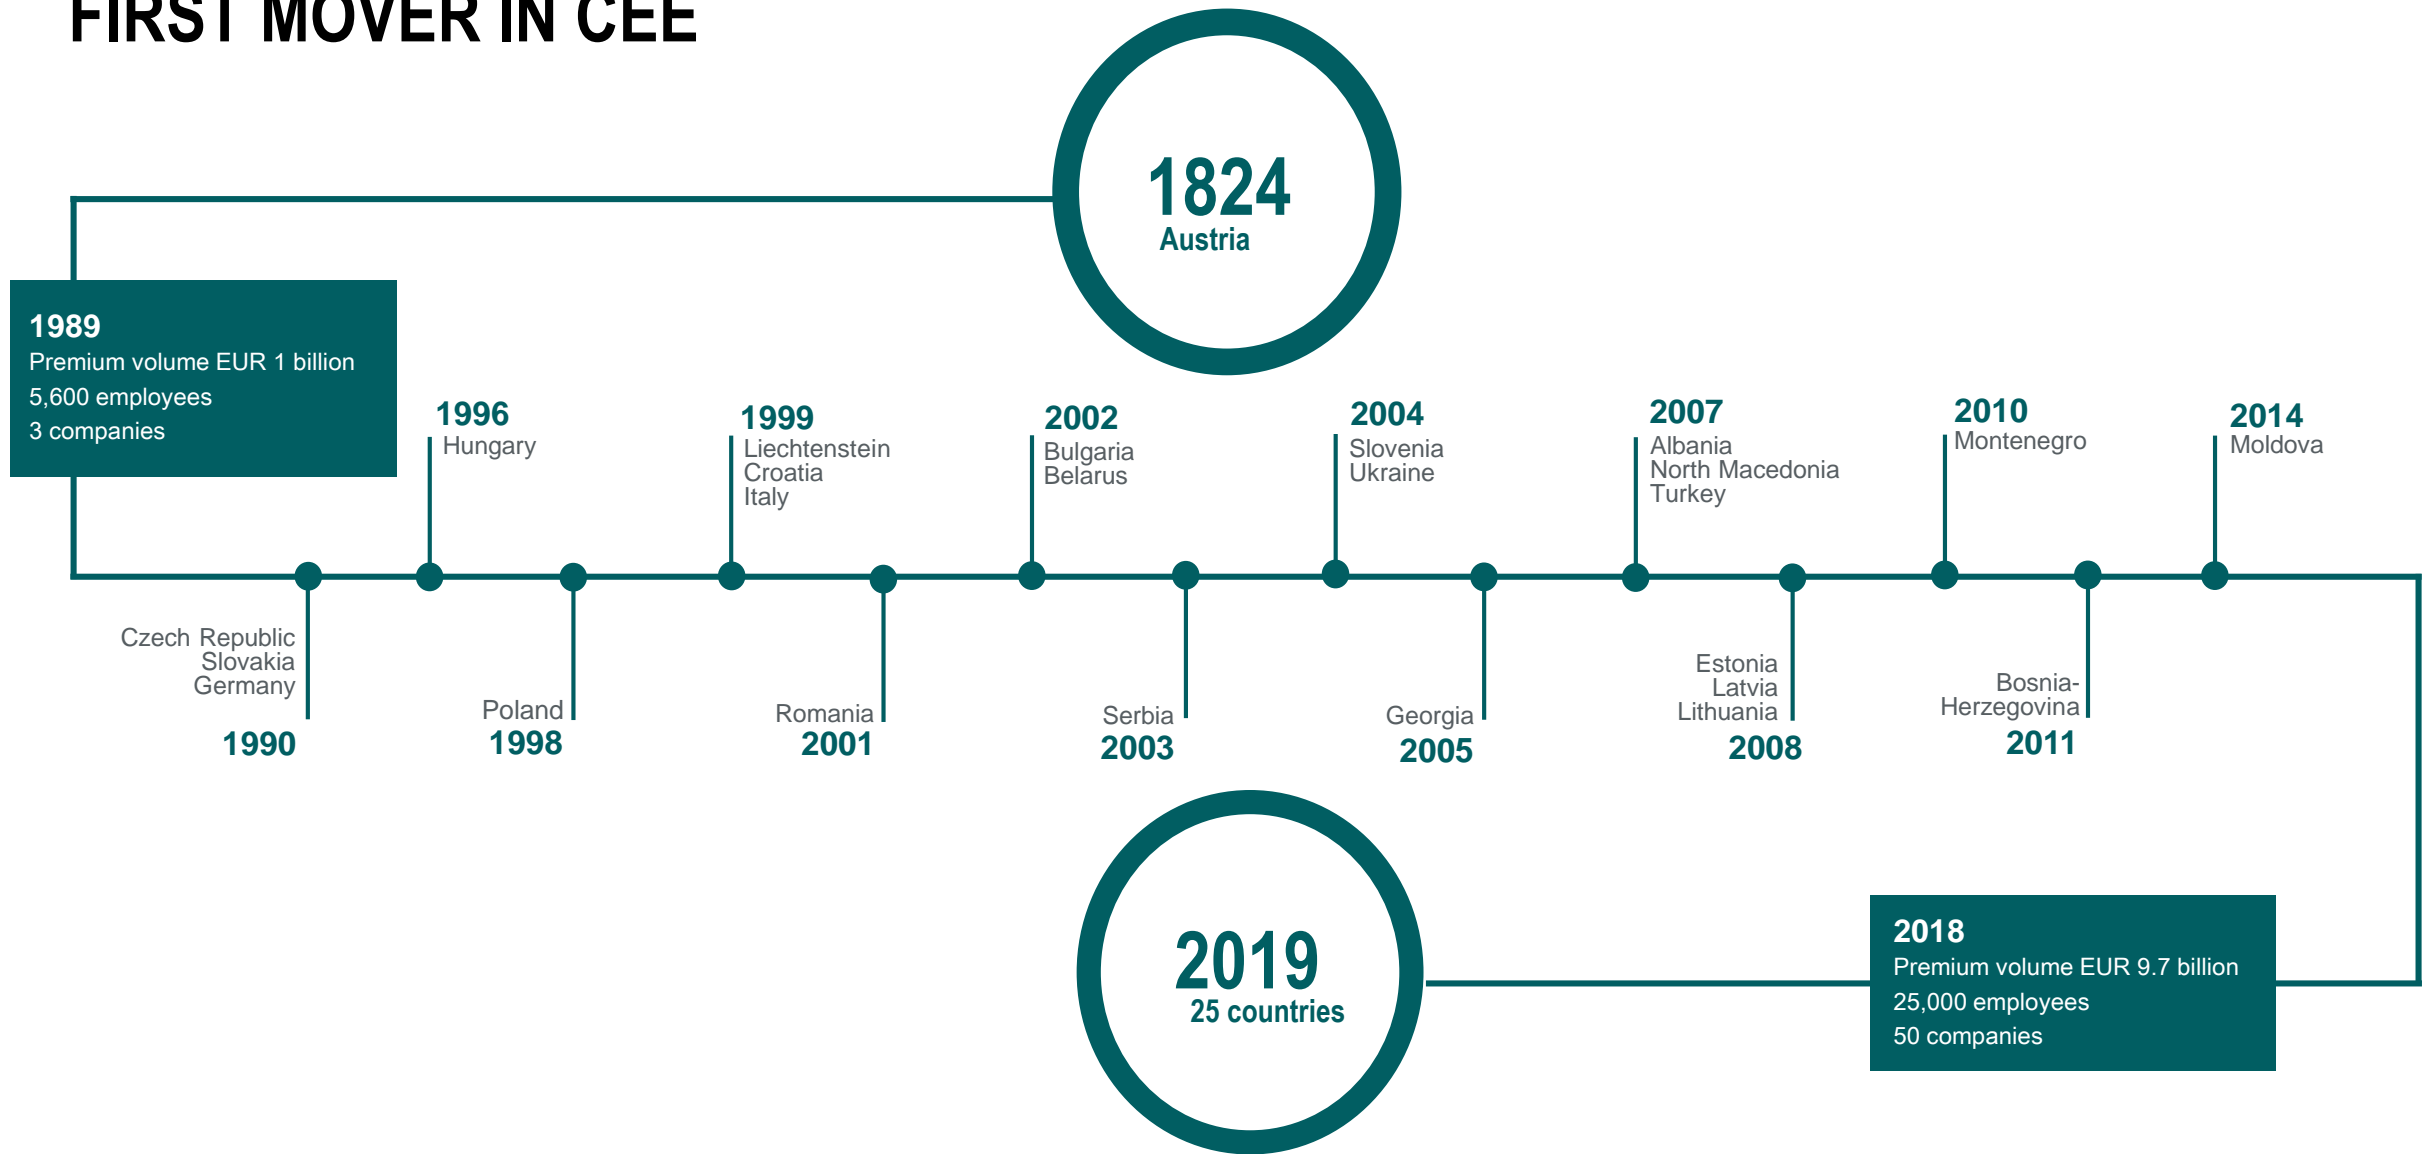 FIRST MOVER IN CEE
1824
Austria
1989
Premium volume EUR 1 billion
5,600 employees
3 companies
1996
Hungary
1999
Liechtenstein
Croatia
Italy
2002
Bulgaria
Belarus
2004
Slovenia
Ukraine
2007
Albania
North Macedonia
Turkey
2010
Montenegro
2014
Moldova
Czech Republic
Slovakia
Germany
1990
Poland
1998
Romania
2001
Serbia
2003
Georgia
2005
Estonia
Latvia
Lithuania
2008
Bosnia-
Herzegovina
2011
2019
25 countries
2018
Premium volume EUR 9.7 billion
25,000 employees
50 companies